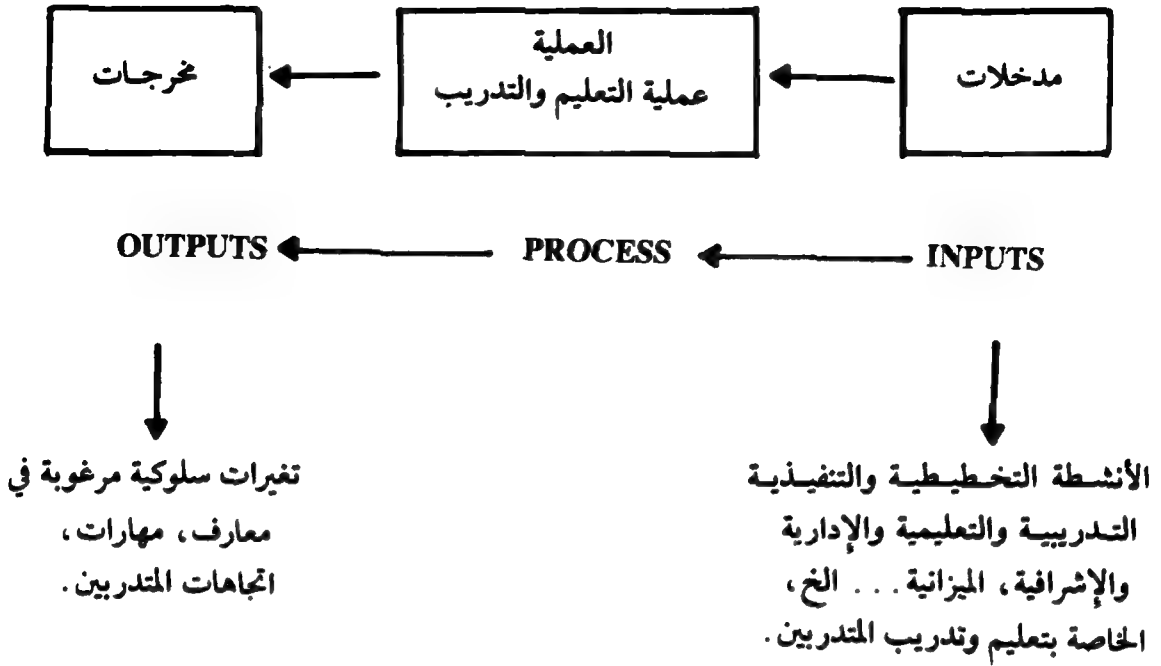 مدخلات
العملية
عملية التعليم والتدريب
مخرجات
INPUTS
PROCESS
OUTPUTS
الأنشطة التخطيطية والتنفيذية
التدريبية والتعليمية والإدارية
والإشرافية، الميزانية ... الخ،
الخاصة بتعليم وتدريب المتدربين.
تغيرات سلوكية مرغوبة في
معارف، مهارات،
اتجاهات المتدربين.